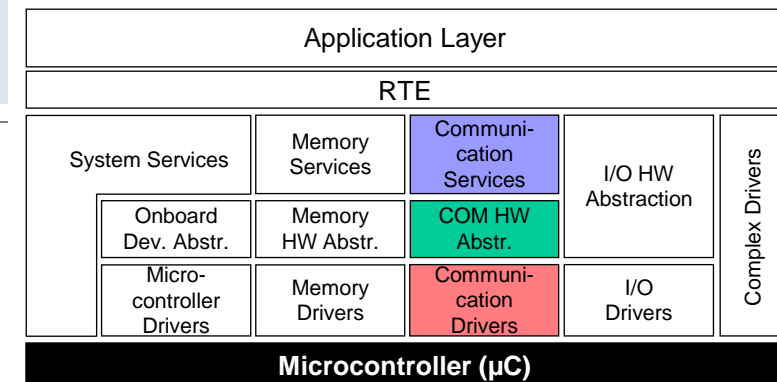 Application Layer
RTE
System Services
Memory
Services
Communi-
cation
Services
I/O HW
Abstraction
Complex Drivers
Onboard
Dev. Abstr.
Memory
HW Abstr.
COM HW
Abstr.
Micro-
controller
Drivers
Memory
Drivers
Communi-
cation
Drivers
I/O
Drivers
Microcontroller (µC)